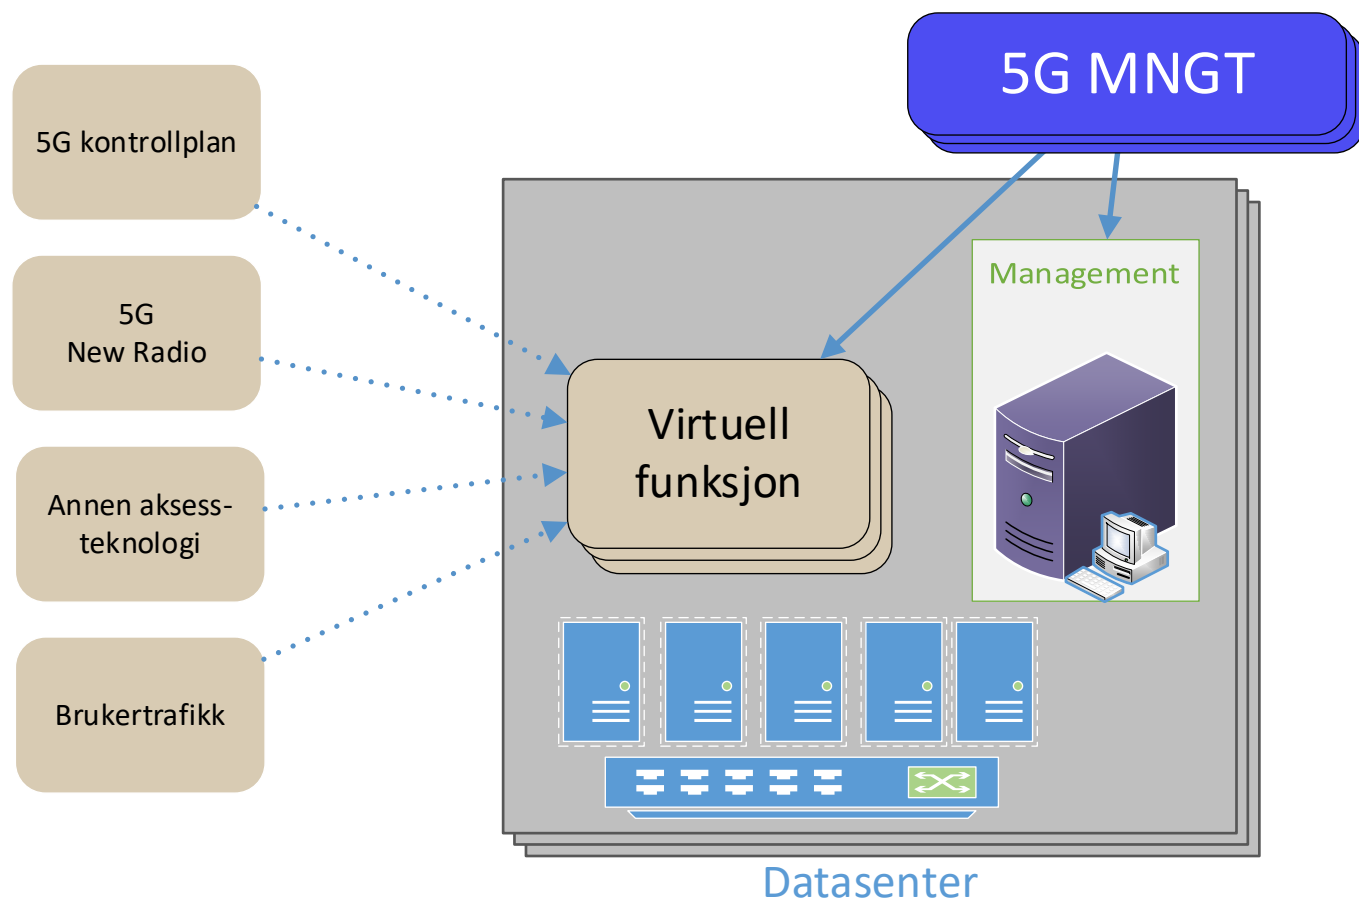 5G MNGT
5G kontrollplan
5G
New Radio
Annen aksess-
teknologi
Brukertrafikk
Management
Virtuell
funksjon
Datasenter